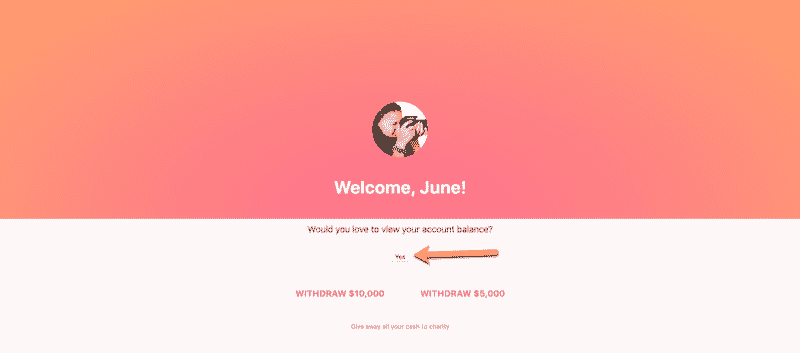 Welcome, June!
Would you love to view your account balance?
Yes
WITHDRAW $10,000 WITHDRAW $5,000
Give away all your cash to charity